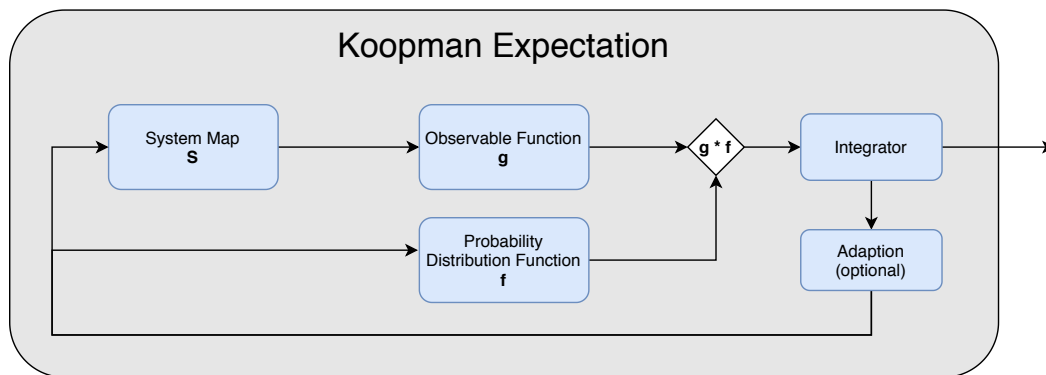 Koopman Expectation
System Map
S
Observable Function
g
g * f
Integrator
Probability
Distribution Function
f
Adaption
(optional)